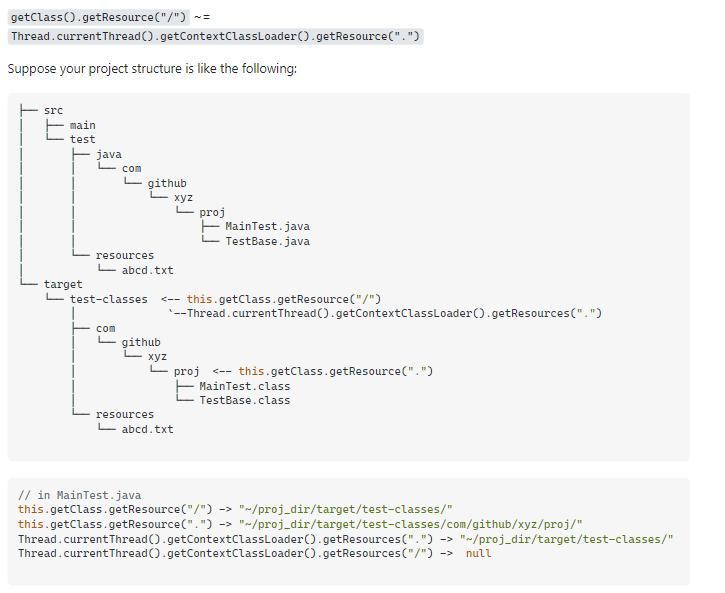 getClass().getResource("/") ~=
Thread.currentThread().getContextClassLoader().getResource(".")
Suppose your project structure is like the following:
├── src
│   ├── main
│   └── test
│       ├── java
│       │   └── com
│       │       └── github
│       │           └── xyz
│       │               └── proj
│       │                   ├── MainTest.java
│       │                   └── TestBase.java
│       └── resources
│           └── abcd.txt
└── target
    └── test-classes  <-- this.getClass.getResource("/")
        │              `--Thread.currentThread().getContextClassLoader().getResources(".")
        ├── com
        │   └── github
        │       └── xyz
        │           └── proj  <-- this.getClass.getResource(".")
        │               ├── MainTest.class
        │               └── TestBase.class
        └── resources
            └── abcd.txt
// in MainTest.java
this.getClass.getResource("/") -> "~/proj_dir/target/test-classes/"
this.getClass.getResource(".") -> "~/proj_dir/target/test-classes/com/github/xyz/proj/"
Thread.currentThread().getContextClassLoader().getResources(".") -> "~/proj_dir/target/test-classes/"
Thread.currentThread().getContextClassLoader().getResources("/") ->  null